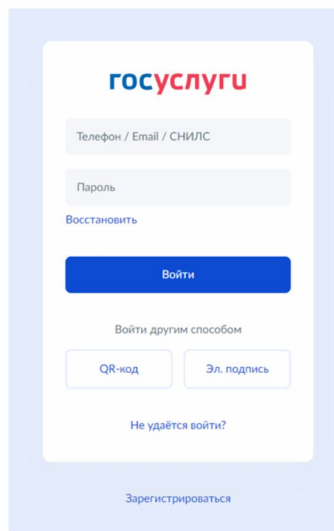 госуслуги
Телефон / Email / СНИЛС
Пароль
Восстановить
Войти
Войти другим способом
QR-код
Эл. подпись
Не удаётся войти?
Зарегистрироваться